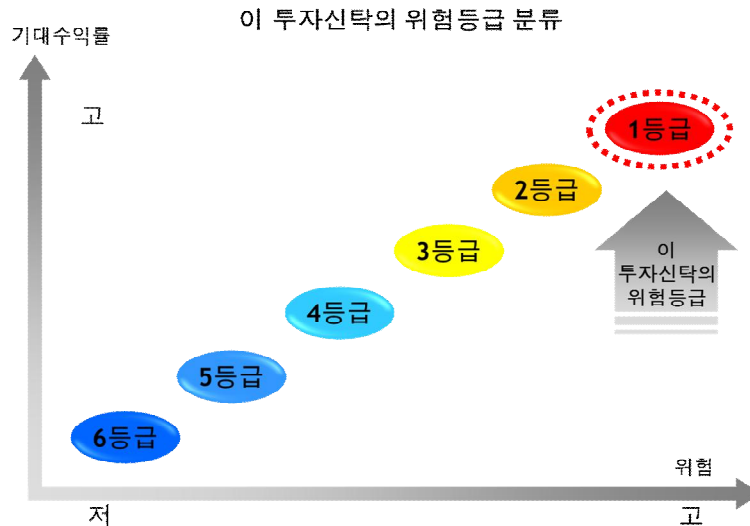 이 투자신탁의 위험등급 분류
기대수익률
고
1등급
2등급
3등급
이
투자신탁의
위험등급
4등급
5등급
6등급
위험
저
고